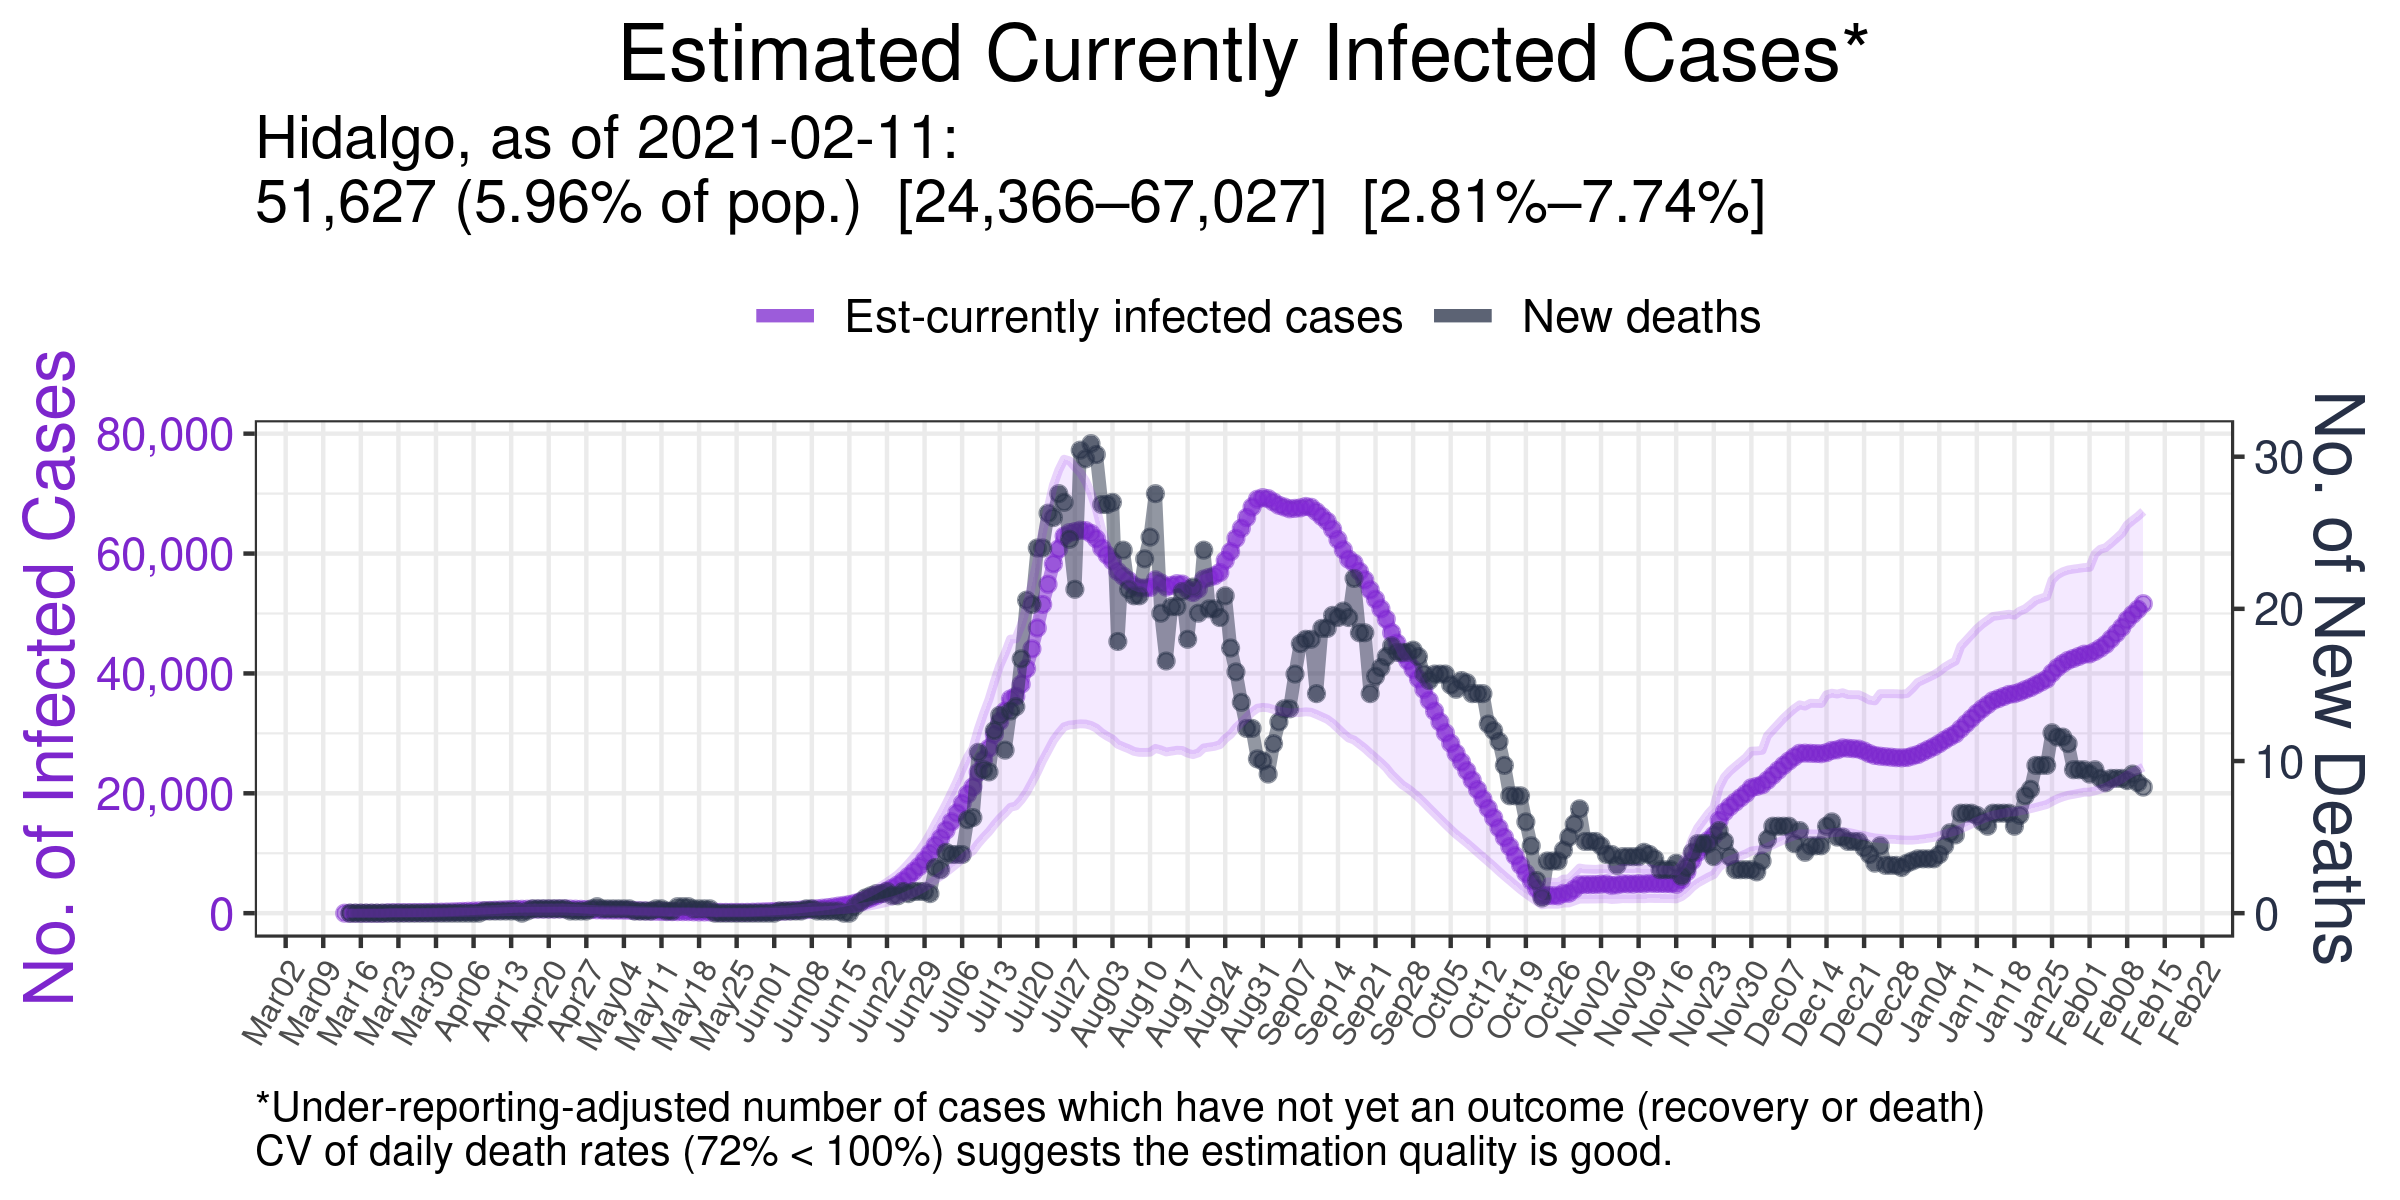 Estimated Currently Infected Cases*
Hidalgo, as of 2021-02-11:
51,627 (5.96% of pop.) [24,366–67,027] [2.81%–7.74%]
Est-currently infected cases New deaths
No. of Infected Cases
80,000
60,000
40,000
20,000
0
30
20
10
0
No. of New Deaths
Mar02 Mar09 Mar16 Mar23 Mar30 Apr06 Apr13 Apr20 Apr27 May04 May11 May18 May25 Jun01 Jun08 Jun15 Jun22 Jun29 Jul06 Jul13 Jul20 Jul27 Aug03 Aug10 Aug17 Aug24 Aug31 Sep07 Sep14 Sep21 Sep28 Oct05 Oct12 Oct19 Oct26 Nov02 Nov09 Nov16 Nov23 Nov30 Dec07 Dec14 Dec21 Dec28 Jan04 Jan11 Jan18 Jan25 Feb01 Feb08 Feb15 Feb22
*Under-reporting-adjusted number of cases which have not yet an outcome (recovery or death)
CV of daily death rates (72% < 100%) suggests the estimation quality is good.